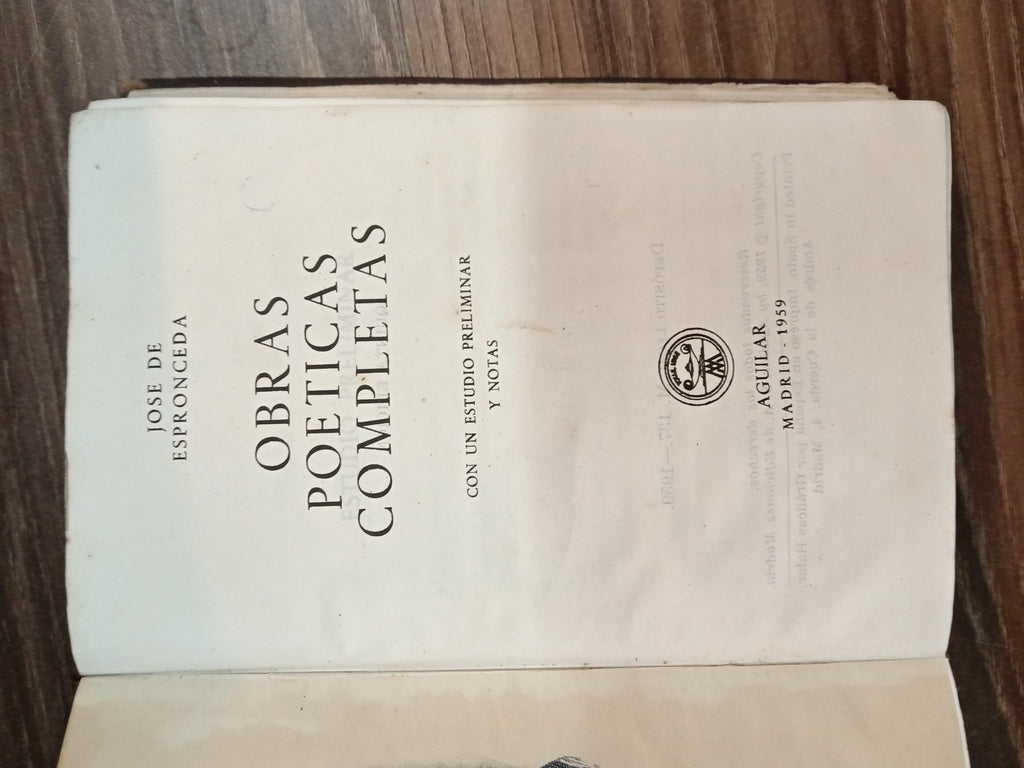 JOSE DE
ESPRONCEDA
OBRAS
POETICAS
COMPLETAS
CON UN ESTUDIO PRELIMINAR
Y NOTAS
AGUILAR
MADRID - 1959